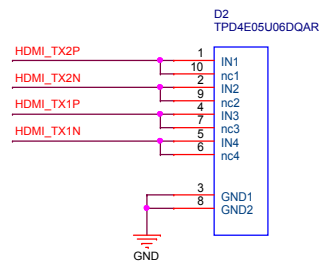 D2
TPD4E05U06DQAR
HDMI_TX2P 1 IN1
10 nc1
HDMI_TX2N 2 IN2
9 nc2
HDMI_TX1P 4 IN3
7 nc3
HDMI_TX1N 5 IN4
6 nc4
3 GND1
8 GND2
GND